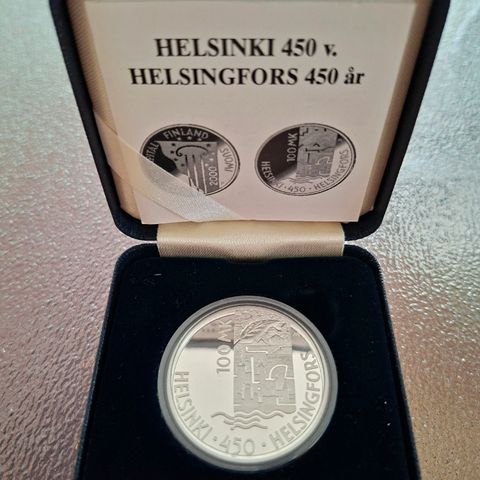 HELSINKI 450 v.
HELSINGFORS 450 år
FINLAND
SUOMI
2000
100 MK
HELSINKI · 450 · HELSINGFORS
100 MK
HELSINKI · 450 · HELSINGFORS